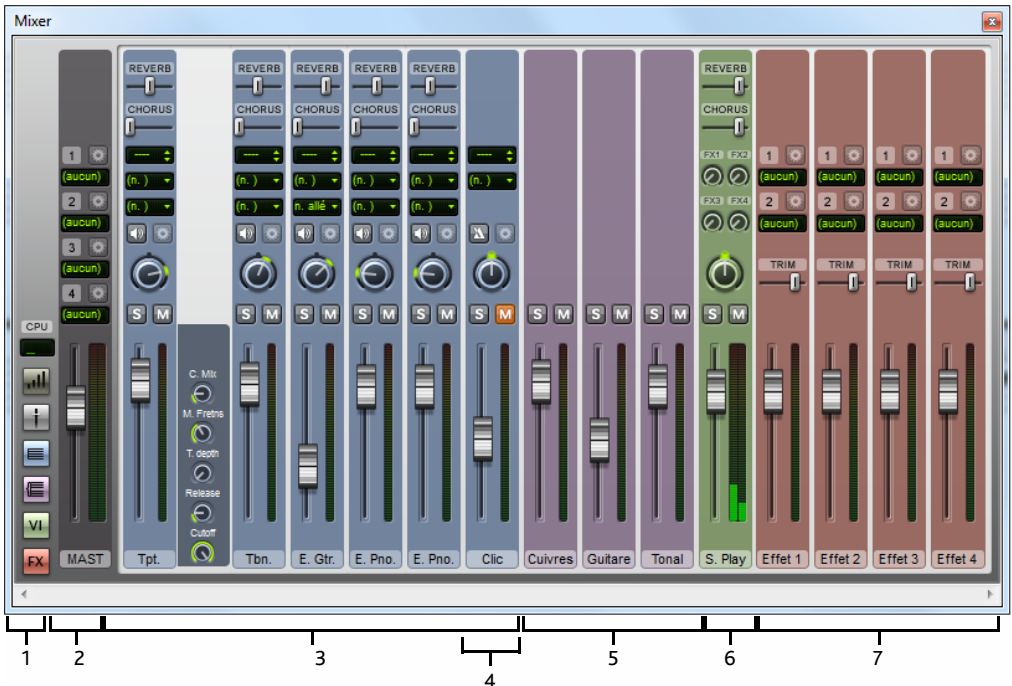 Mixer
REVERB REVERB REVERB REVERB REVERB REVERB
CHORUS CHORUS CHORUS CHORUS CHORUS CHORUS
1 ---- ---- ---- ---- ---- ---- FX1 FX2 1 1 1 1
(aucun) (n. ) (n. ) (n. ) (n. ) (n. ) (n. ) (aucun) (aucun) (aucun) (aucun)
2 (n. ) (n. ) n. allé (n. ) (n. ) FX3 FX4 2 2 2 2
(aucun) (aucun) (aucun) (aucun) (aucun)
3
(aucun) TRIM TRIM TRIM TRIM
4
(aucun) S M S M S M S M S M S M S M S M S M S M
CPU
C. Mix
M. Fretns
T. depth
Release
Cutoff
VI
FX MAST Tpt. Tbn. E. Gtr. E. Pno. E. Pno. Clic Cuivres Guitare Tonal S. Play Effet 1 Effet 2 Effet 3 Effet 4
1 2 3 5 6 7
4